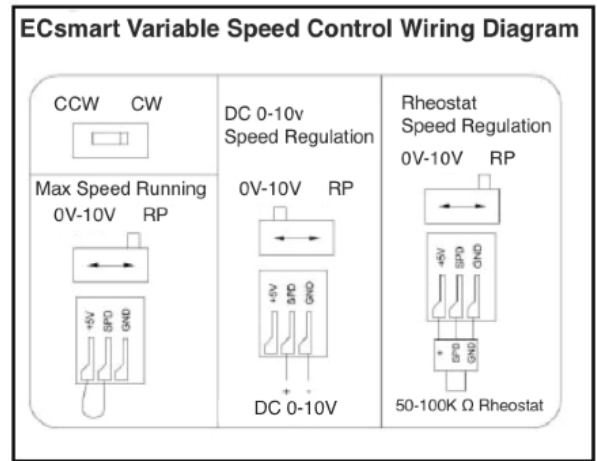 ECsmart Variable Speed Control Wiring Diagram
CCW CW
Max Speed Running
0V-10V RP
+5V SPD GND
DC 0-10v
Speed Regulation
0V-10V RP
+5V SPD GND
+ -
DC 0-10V
Rheostat
Speed Regulation
0V-10V RP
+5V SPD GND
+ SPD GND
50-100K Ω Rheostat